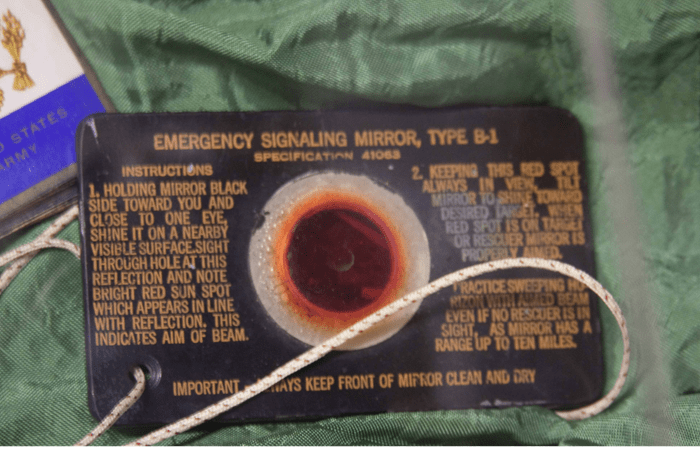 D STATES
ARMY
EMERGENCY SIGNALING MIRROR, TYPE B-1
SPECIFICATION 41063
INSTRUCTIONS
1. HOLDING MIRROR BLACK
SIDE TOWARD YOU AND
CLOSE TO ONE EYE,
SHINE IT ON A NEARBY
VISIBLE SURFACE.SIGHT
THROUGH HOLE AT THIS
REFLECTION AND NOTE
BRIGHT RED SUN SPOT
WHICH APPEARS IN LINE
WITH REFLECTION. THIS
INDICATES AIM OF BEAM.
2. KEEPING THIS RED SPOT
ALWAYS IN VIEW, TILT
MIRROR TO SHINE TOWARD
DESIRED TARGET. WHEN
RED SPOT IS ON TARGET
OR RESCUER MIRROR IS
PRACTICE SWEEPING
WITH AIMED BEAM
EVEN IF NO RESCUER IS IN
SIGHT, AS MIRROR HAS A
RANGE UP TO TEN MILES.
IMPORTANT KEEP FRONT OF MIRROR CLEAN AND DRY